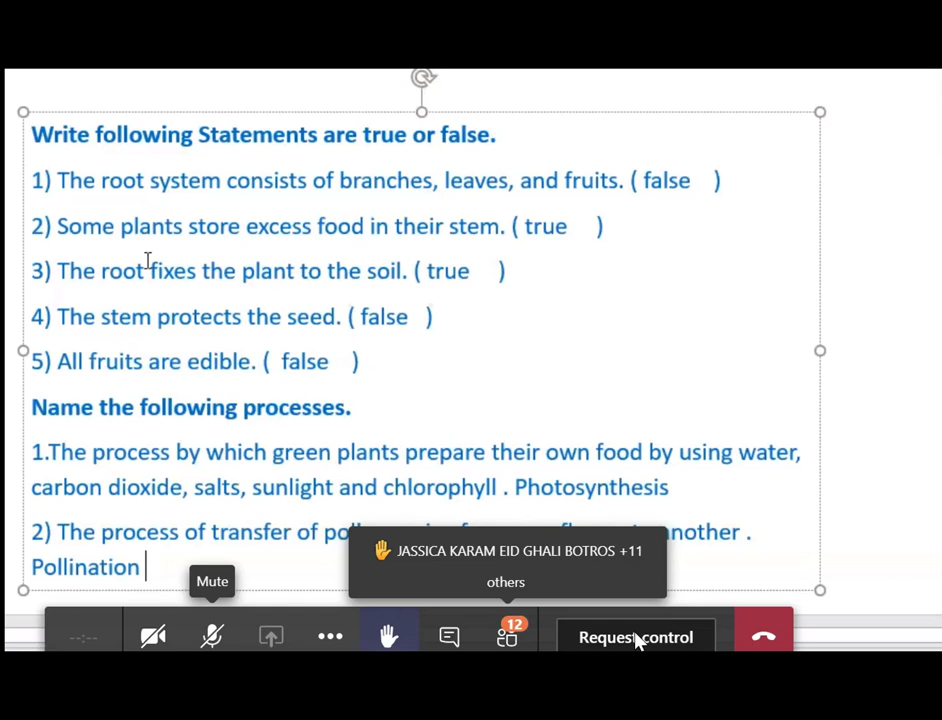 Write following Statements are true or false.
1) The root system consists of branches, leaves, and fruits. ( false )
2) Some plants store excess food in their stem. ( true )
3) The root fixes the plant to the soil. ( true )
4) The stem protects the seed. ( false )
5) All fruits are edible. ( false )
Name the following processes.
1.The process by which green plants prepare their own food by using water,
carbon dioxide, salts, sunlight and chlorophyll . Photosynthesis
2) The process of transfer of another .
JASSICA KARAM EID GHALI BOTROS +11
others
Pollination
Mute
--:--
12
Request control